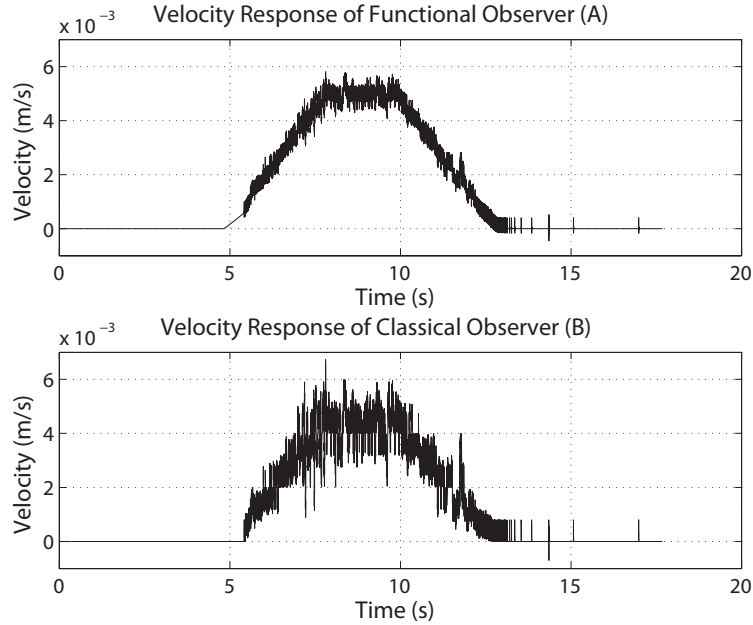 Velocity Response of Functional Observer (A)
x 10 −3
6
4
2
0
Velocity (m/s)
0 5 10 15 20
Time (s)
Velocity Response of Classical Observer (B)
x 10 −3
6
4
2
0
Velocity (m/s)
0 5 10 15 20
Time (s)